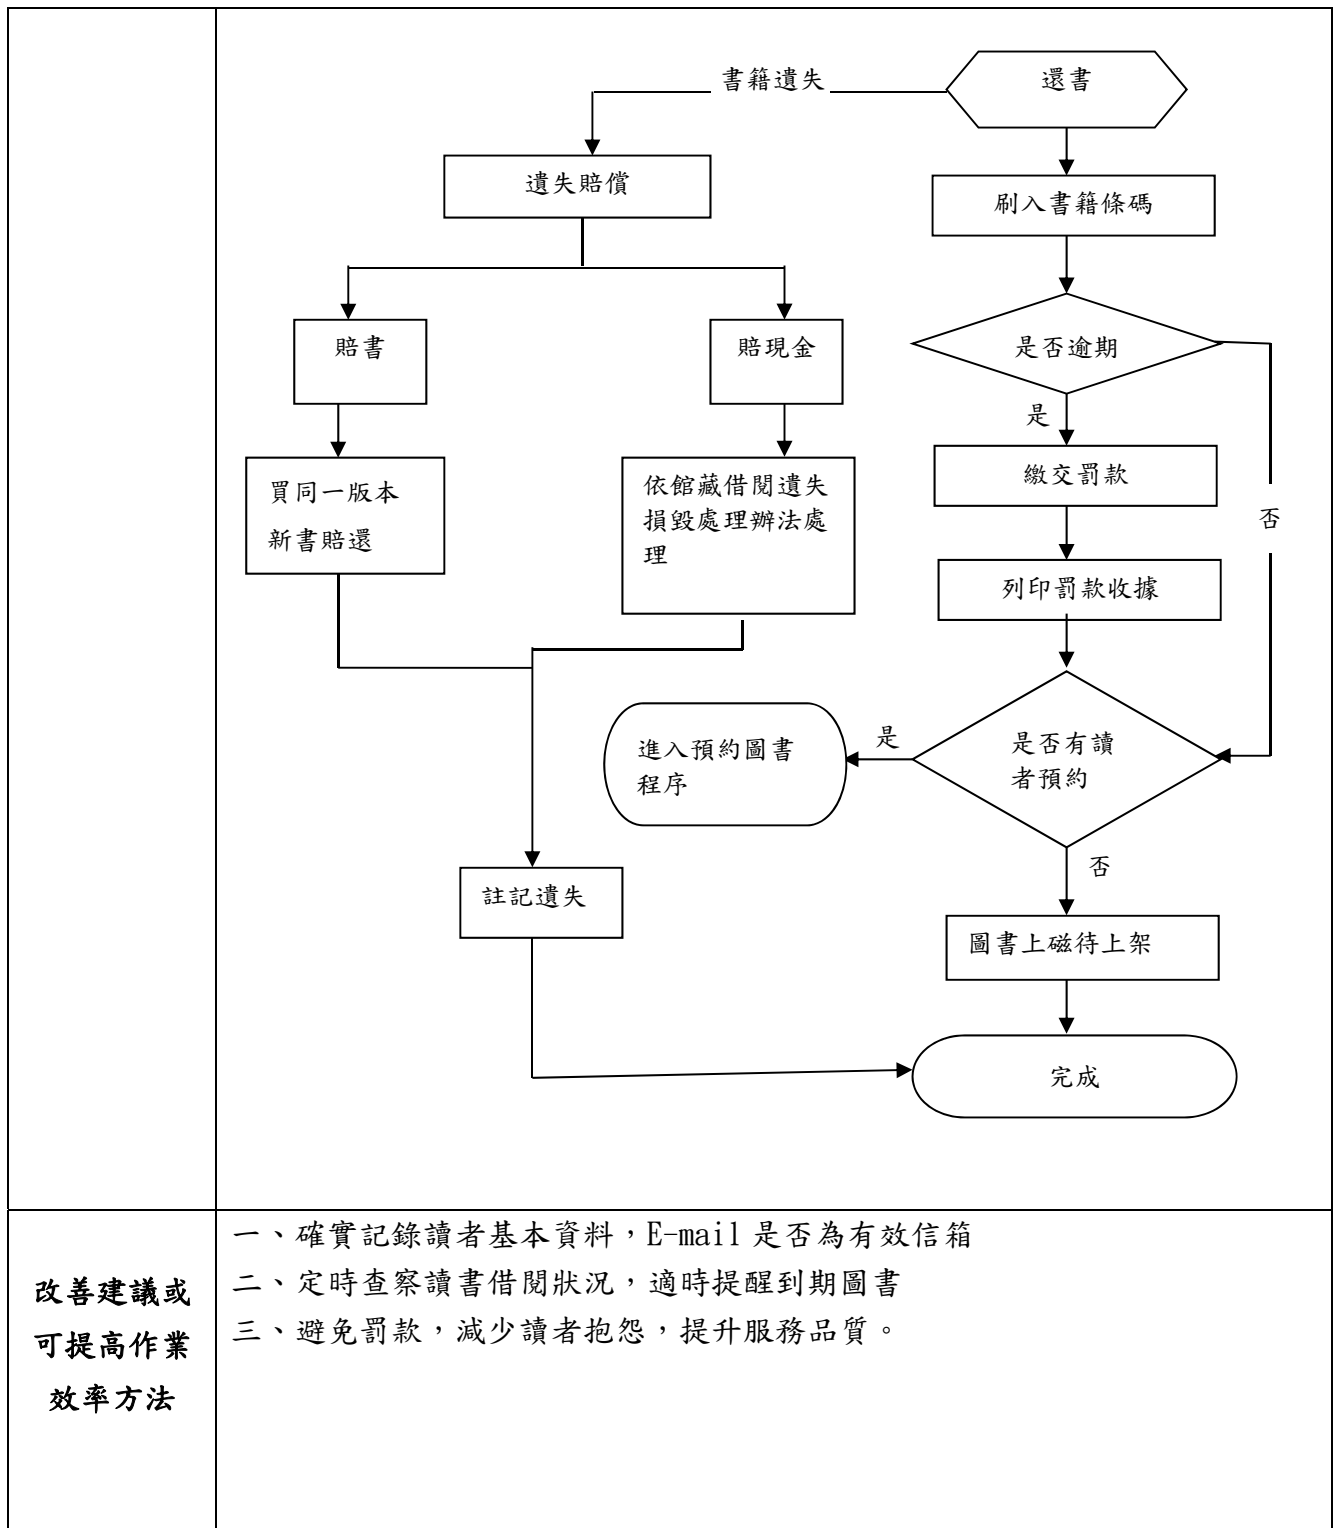 書籍遺失
還書
遺失賠償
刷入書籍條碼
賠書
賠現金
是否逾期
是
買同一版本
新書賠還
依館藏借閱遺失
損毀處理辦法處
理
繳交罰款
否
列印罰款收據
進入預約圖書
程序
是
是否有讀
者預約
否
註記遺失
圖書上磁待上架
完成
改善建議或
可提高作業
效率方法
一、確實記錄讀者基本資料，E-mail 是否為有效信箱
二、定時查察讀書借閱狀況，適時提醒到期圖書
三、避免罰款，減少讀者抱怨，提升服務品質。